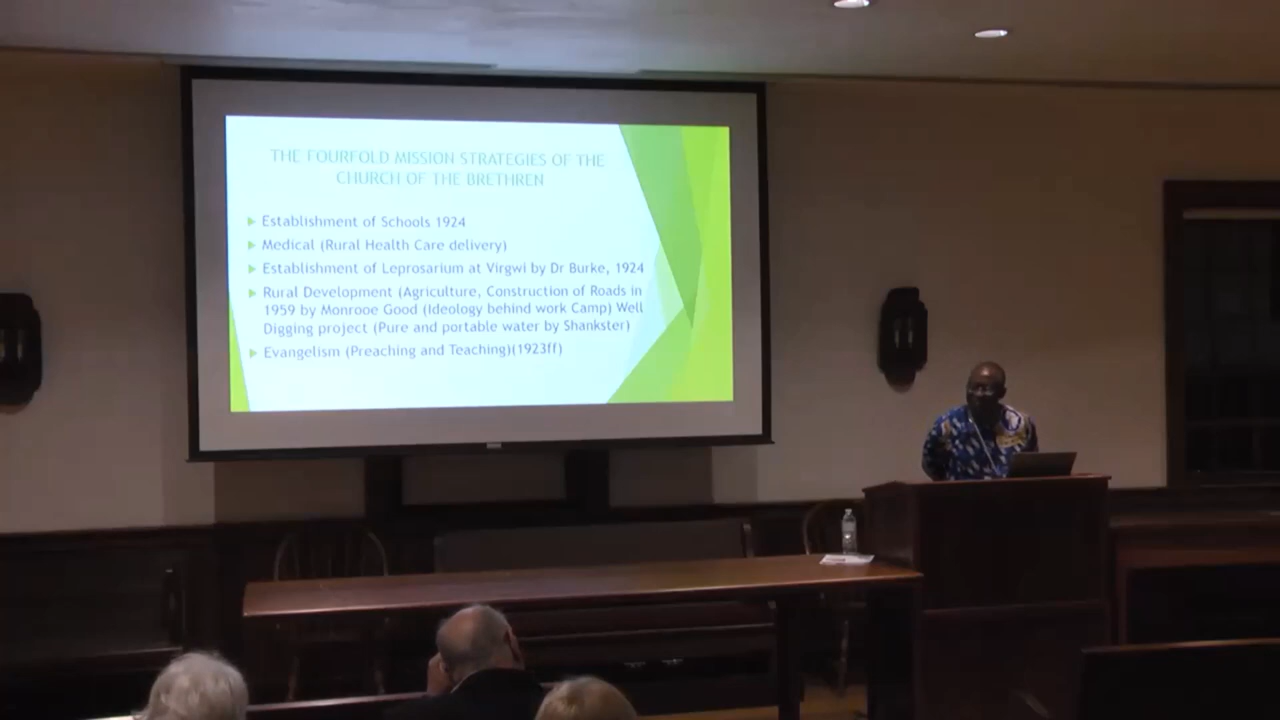 THE FOURFOLD MISSION STRATEGIES OF THE
CHURCH OF THE BRETHREN
Establishment of Schools 1924
Medical (Rural Health Care delivery)
Establishment of Leprosarium at Virgwi by Dr Burke, 1924
Rural Development (Agriculture, Construction of Roads in
1959 by Monrooe Good (Ideology behind work Camp) Well
Digging project (Pure and portable water by Shankster)
Evangelism (Preaching and Teaching)(1923ff)